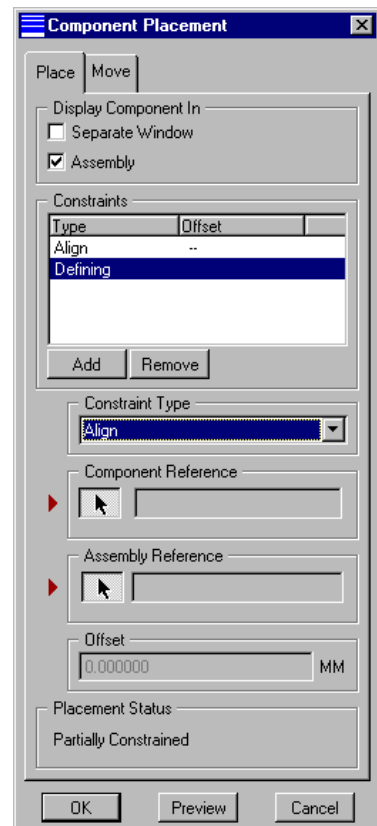 Component Placement
Place Move
Display Component In
Separate Window
Assembly
Constraints
Type Offset
Align --
Defining
Add Remove
Constraint Type
Align
Component Reference
Assembly Reference
Offset
0.000000 MM
Placement Status
Partially Constrained
OK Preview Cancel